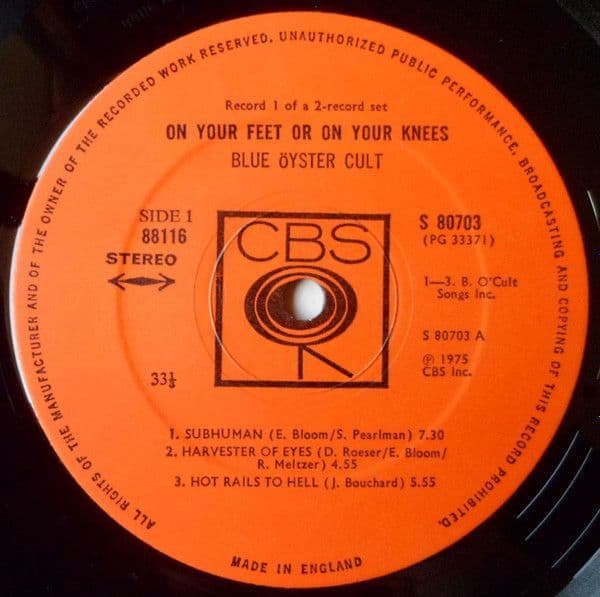 ALL RIGHTS OF THE MANUFACTURER AND OF THE OWNER OF THE RECORDED WORK RESERVED. UNAUTHORIZED PUBLIC PERFORMANCE, BROADCASTING AND COPYING OF THIS RECORD PROHIBITED.
Record 1 of a 2-record set
ON YOUR FEET OR ON YOUR KNEES
BLUE ÖYSTER CULT
SIDE 1
88116
STEREO
33⅓
CBS
S 80703
(PG 33371)
1—3. B. O'Cult
Songs Inc.
S 80703 A
℗ 1975
CBS Inc.
1. SUBHUMAN (E. Bloom/S. Pearlman) 7.30
2. HARVESTER OF EYES (D. Roeser/E. Bloom/
R. Meltzer) 4.55
3. HOT RAILS TO HELL (J. Bouchard) 5.55
MADE IN ENGLAND